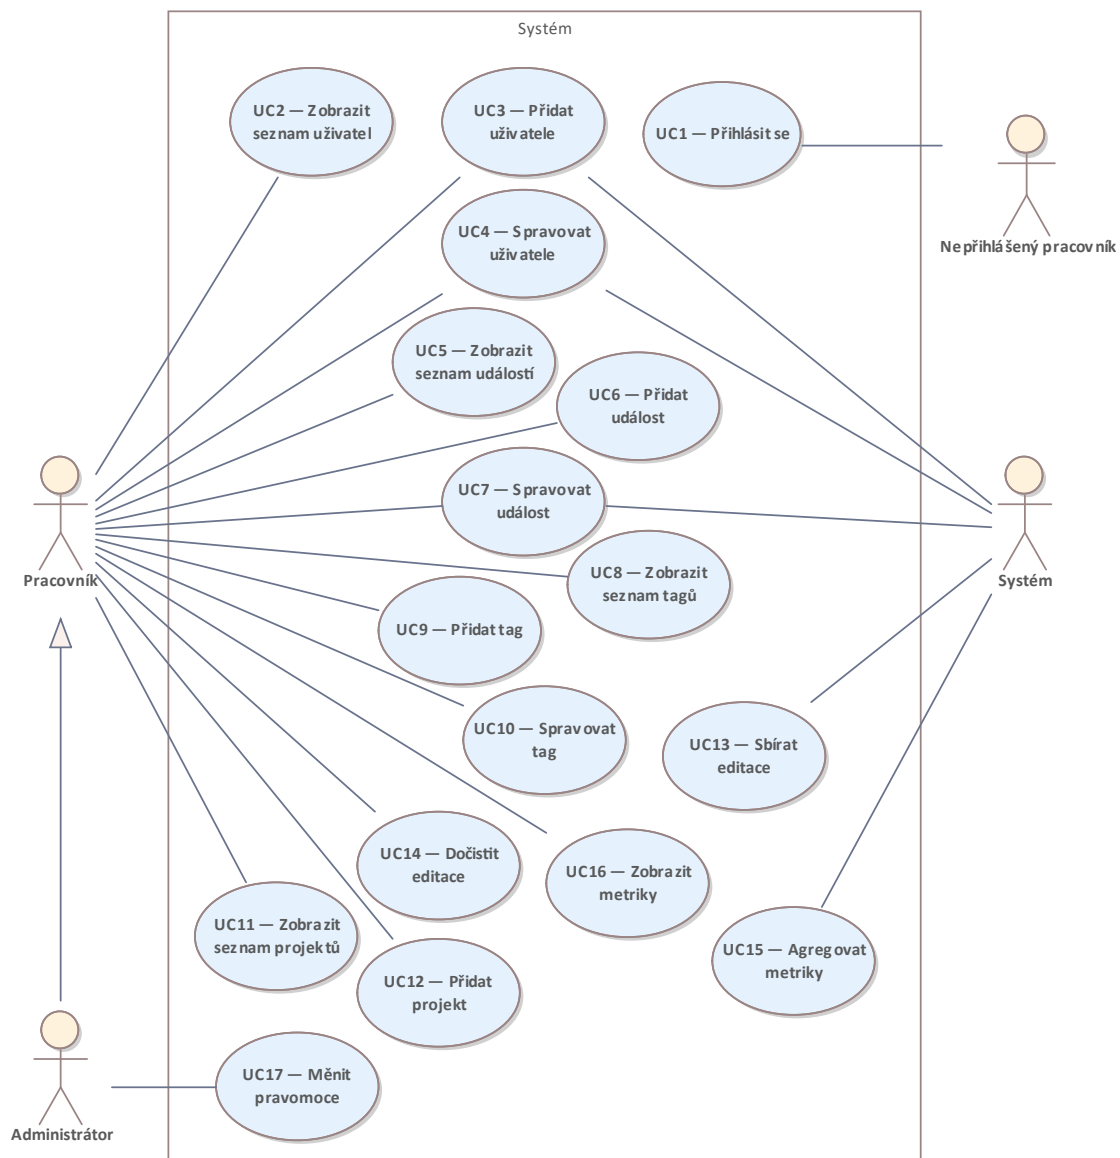 Systém
UC2 — Zobrazit
seznam uživatel
UC3 — Přidat
uživatele
UC1 — Přihlásit se
Nepřihlášený pracovník
UC4 — Spravovat
uživatele
UC5 — Zobrazit
seznam událostí
UC6 — Přidat
událost
UC7 — Spravovat
událost
Pracovník
Systém
UC8 — Zobrazit
seznam tagů
UC9 — Přidat tag
UC10 — Spravovat
tag
UC13 — Sbírat
editace
UC14 — Dočistit
editace
UC16 — Zobrazit
metriky
UC11 — Zobrazit
seznam projektů
UC15 — Agregovat
metriky
UC12 — Přidat
projekt
UC17 — Měnit
pravomoce
Administrátor